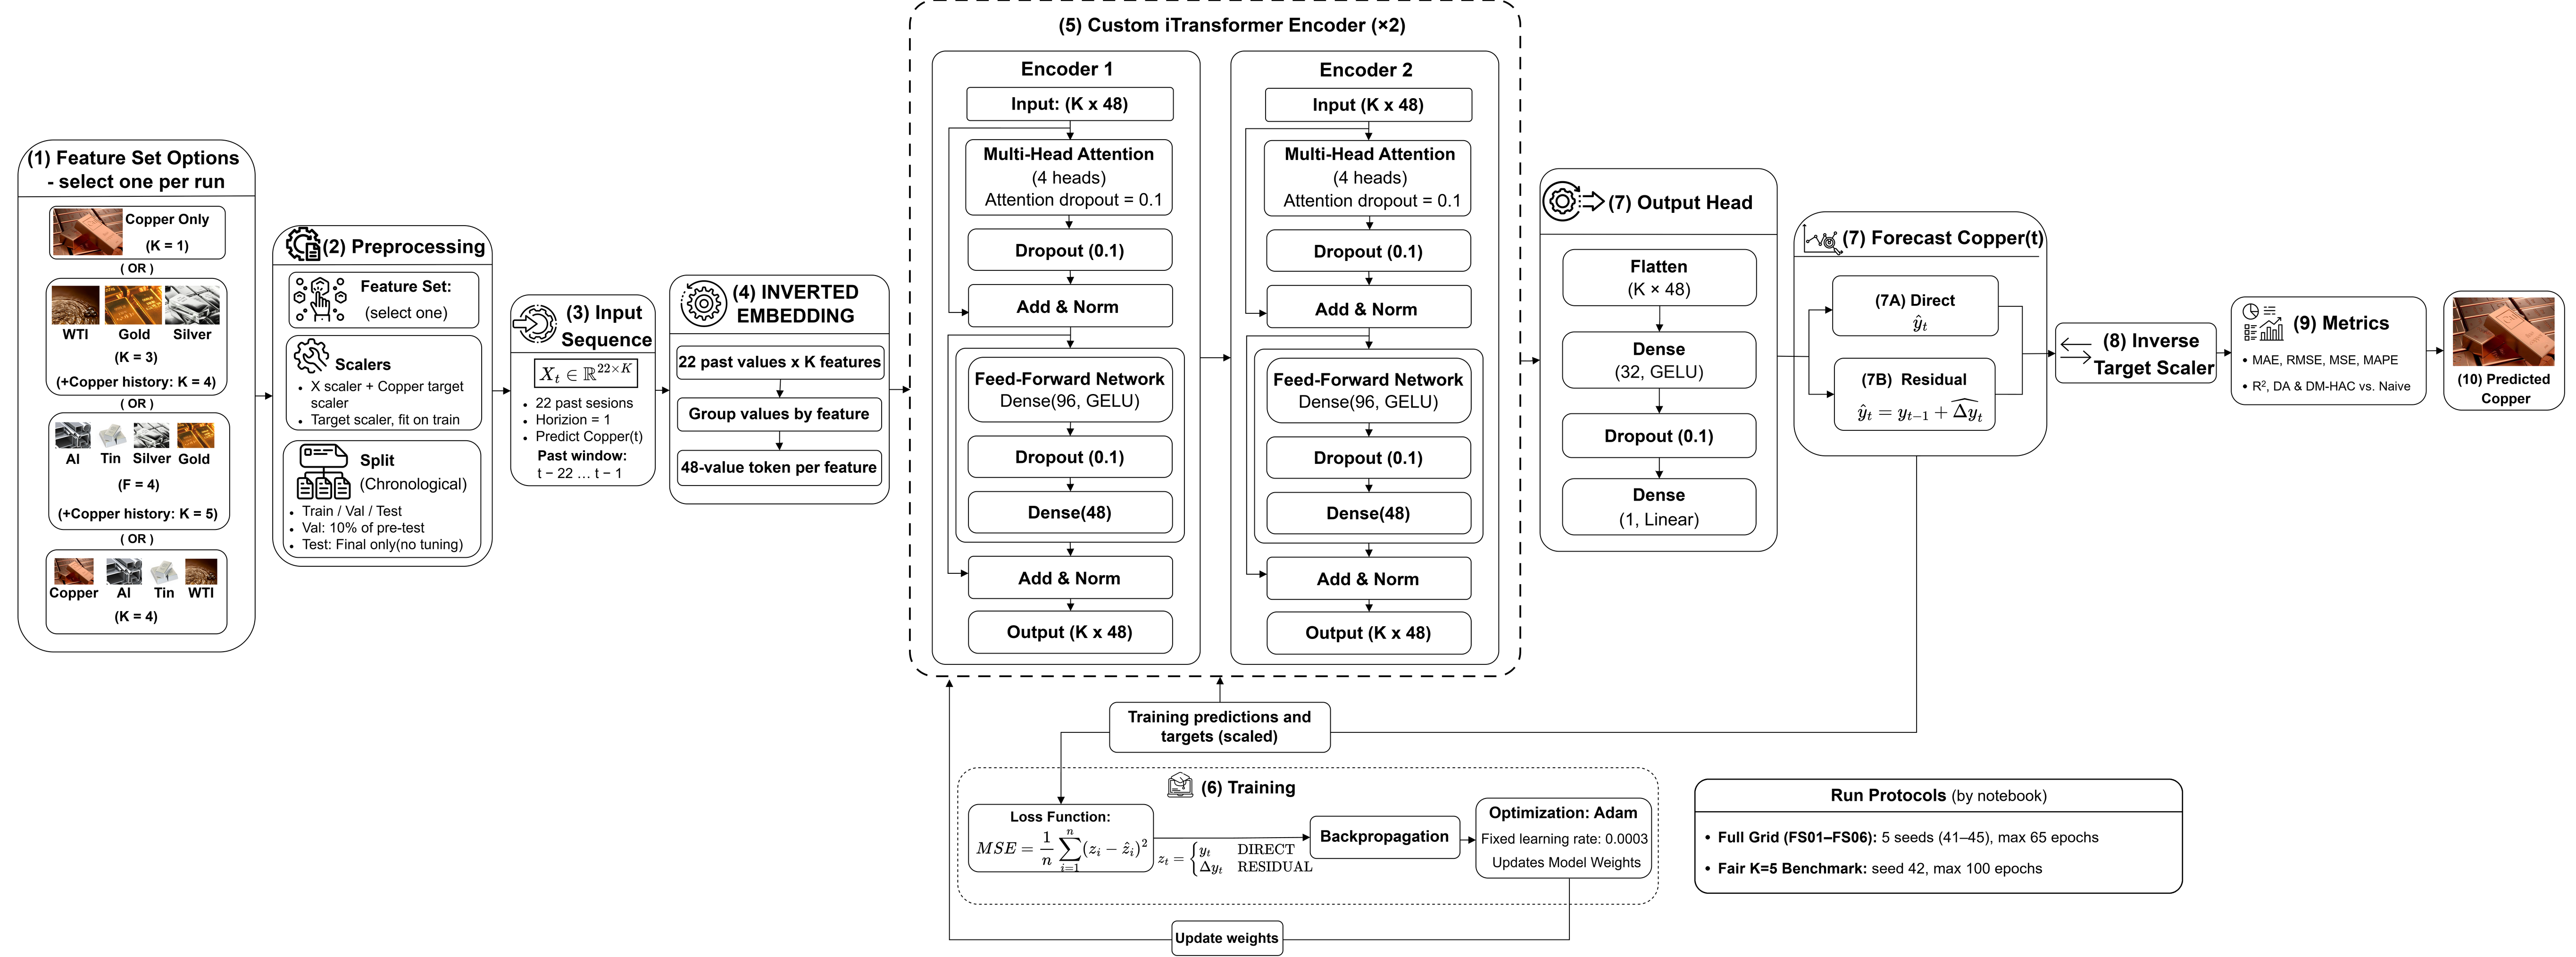 (1) Feature Set Options
- select one per run
Copper Only
(K = 1)
( OR )
WTI Gold Silver
(K = 3)
(+Copper history: K = 4)
( OR )
Al Tin Silver Gold
(F = 4)
(+Copper history: K = 5)
( OR )
Copper Al Tin WTI
(K = 4)
(2) Preprocessing
Feature Set:
(select one)
Scalers
• X scaler + Copper target
scaler
• Target scaler, fit on train
Split
(Chronological)
• Train / Val / Test
• Val: 10% of pre-test
• Test: Final only(no tuning)
(3) Input
Sequence
X_t ∈ ℝ^{22×K}
• 22 past sesions
• Horizion = 1
• Predict Copper(t)
Past window:
t − 22 … t − 1
(4) INVERTED
EMBEDDING
22 past values x K features
Group values by feature
48-value token per feature
(5) Custom iTransformer Encoder (×2)
Encoder 1
Input: (K x 48)
Multi-Head Attention
(4 heads)
Attention dropout = 0.1
Dropout (0.1)
Add & Norm
Feed-Forward Network
Dense(96, GELU)
Dropout (0.1)
Dense(48)
Add & Norm
Output (K x 48)
Encoder 2
Input (K x 48)
Multi-Head Attention
(4 heads)
Attention dropout = 0.1
Dropout (0.1)
Add & Norm
Feed-Forward Network
Dense(96, GELU)
Dropout (0.1)
Dense(48)
Add & Norm
Output (K x 48)
(7) Output Head
Flatten
(K × 48)
Dense
(32, GELU)
Dropout (0.1)
Dense
(1, Linear)
(7) Forecast Copper(t)
(7A) Direct
ŷ_t
(7B) Residual
ŷ_t = y_{t−1} + \widehat{Δy}_t
(8) Inverse
Target Scaler
(9) Metrics
• MAE, RMSE, MSE, MAPE
• R², DA & DM-HAC vs. Naive
(10) Predicted
Copper
Training predictions and
targets (scaled)
(6) Training
Loss Function:
MSE = \frac{1}{n} \sum_{i=1}^{n} (z_i − ẑ_i)²
z_t = { y_t DIRECT
Δy_t RESIDUAL
Backpropagation
Optimization: Adam
Fixed learning rate: 0.0003
Updates Model Weights
Update weights
Run Protocols (by notebook)
• Full Grid (FS01–FS06): 5 seeds (41–45), max 65 epochs
• Fair K=5 Benchmark: seed 42, max 100 epochs